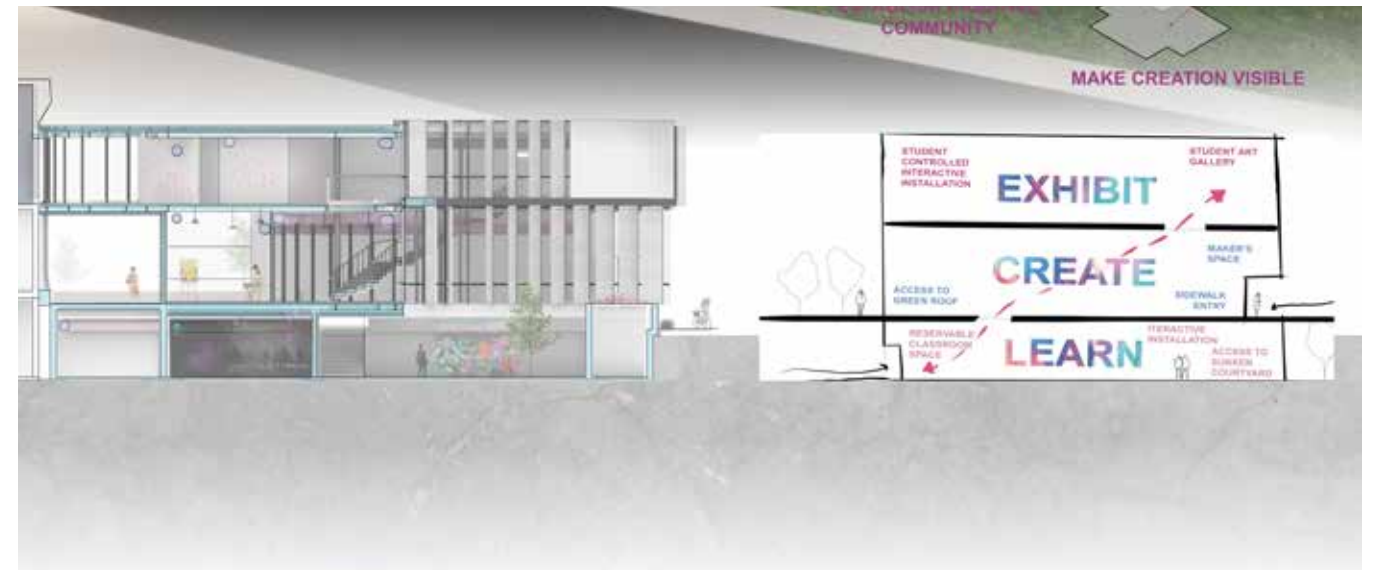 COMMUNITY
MAKE CREATION VISIBLE
STUDENT
CONTROLLED
INTERACTIVE
INSTALLATION
EXHIBIT
STUDENT ART
GALLERY
CREATE
MAKER'S
SPACE
ACCESS TO
GREEN ROOF
SIDEWALK
ENTRY
RESERVABLE
CLASSROOM
SPACE
LEARN
ITERACTIVE
INSTALLATION
ACCESS TO
SUNKEN
COURTYARD